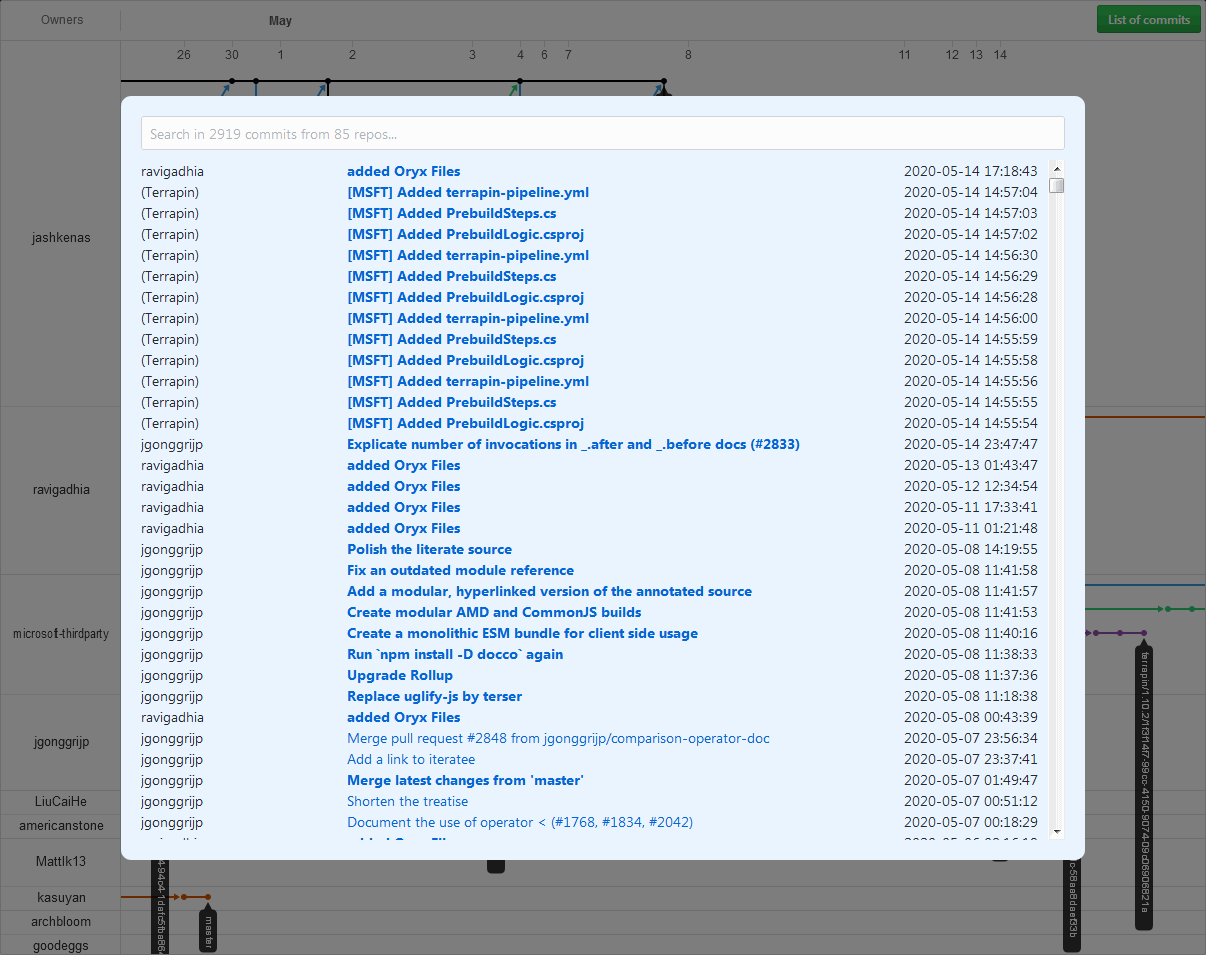 Owners May List of commits
26 30 1 2 3 4 6 7 8 11 12 13 14
Search in 2919 commits from 85 repos...
ravigadhia added Oryx Files 2020-05-14 17:18:43
(Terrapin) [MSFT] Added terrapin-pipeline.yml 2020-05-14 14:57:04
(Terrapin) [MSFT] Added PrebuildSteps.cs 2020-05-14 14:57:03
(Terrapin) [MSFT] Added PrebuildLogic.csproj 2020-05-14 14:57:02
(Terrapin) [MSFT] Added terrapin-pipeline.yml 2020-05-14 14:56:30
(Terrapin) [MSFT] Added PrebuildSteps.cs 2020-05-14 14:56:29
(Terrapin) [MSFT] Added PrebuildLogic.csproj 2020-05-14 14:56:28
(Terrapin) [MSFT] Added terrapin-pipeline.yml 2020-05-14 14:56:00
(Terrapin) [MSFT] Added PrebuildSteps.cs 2020-05-14 14:55:59
(Terrapin) [MSFT] Added PrebuildLogic.csproj 2020-05-14 14:55:58
(Terrapin) [MSFT] Added terrapin-pipeline.yml 2020-05-14 14:55:56
(Terrapin) [MSFT] Added PrebuildSteps.cs 2020-05-14 14:55:55
(Terrapin) [MSFT] Added PrebuildLogic.csproj 2020-05-14 14:55:54
jgonggrijp Explicate number of invocations in _.after and _.before docs (#2833) 2020-05-14 23:47:47
ravigadhia added Oryx Files 2020-05-13 01:43:47
ravigadhia added Oryx Files 2020-05-12 12:34:54
ravigadhia added Oryx Files 2020-05-11 17:33:41
ravigadhia added Oryx Files 2020-05-11 01:21:48
jgonggrijp Polish the literate source 2020-05-08 14:19:55
jgonggrijp Fix an outdated module reference 2020-05-08 11:41:58
jgonggrijp Add a modular, hyperlinked version of the annotated source 2020-05-08 11:41:57
jgonggrijp Create modular AMD and CommonJS builds 2020-05-08 11:41:53
jgonggrijp Create a monolithic ESM bundle for client side usage 2020-05-08 11:40:16
jgonggrijp Run `npm install -D docco` again 2020-05-08 11:38:33
jgonggrijp Upgrade Rollup 2020-05-08 11:37:36
jgonggrijp Replace uglify-js by terser 2020-05-08 11:18:38
ravigadhia added Oryx Files 2020-05-08 00:43:39
jgonggrijp Merge pull request #2848 from jgonggrijp/comparison-operator-doc 2020-05-07 23:56:34
jgonggrijp Add a link to iteratee 2020-05-07 23:37:41
jgonggrijp Merge latest changes from 'master' 2020-05-07 01:49:47
jgonggrijp Shorten the treatise 2020-05-07 00:51:12
jgonggrijp Document the use of operator < (#1768, #1834, #2042) 2020-05-07 00:18:29
jashkenas
ravigadhia
microsoft-thirdparty
jgonggrijp
LiuCaiHe
americanstone
MattIk13
kasuyan
archbloom
goodeggs
master